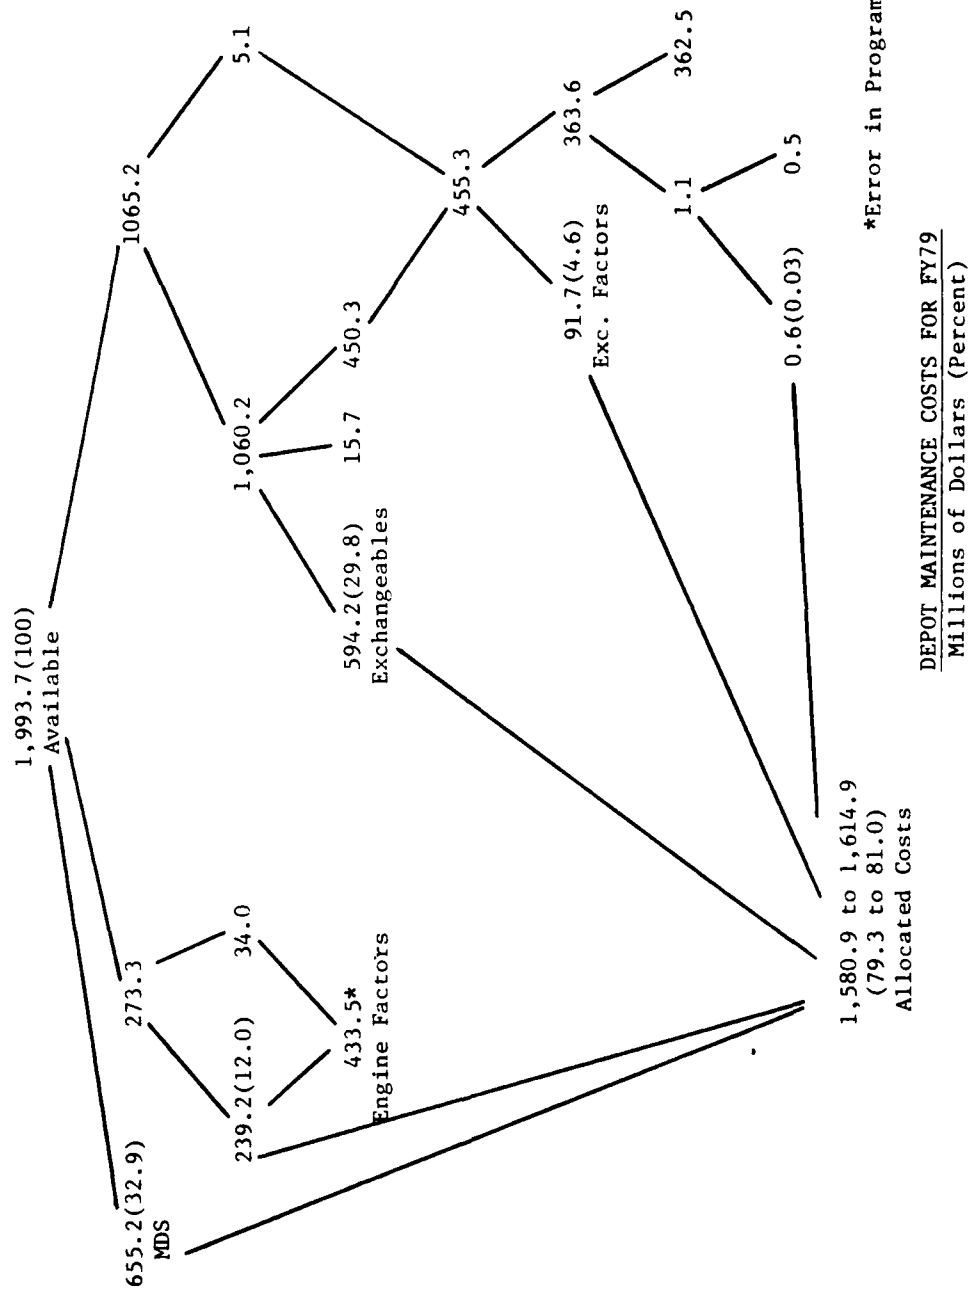 1,993.7(100)
Available
655.2(32.9)
MDS
273.3
1065.2
239.2(12.0)
34.0
1,060.2
5.1
433.5*
Engine Factors
594.2(29.8)
Exchangeables
15.7
450.3
455.3
91.7(4.6)
Exc. Factors
363.6
1.1
362.5
0.6(0.03)
0.5
1,580.9 to 1,614.9
(79.3 to 81.0)
Allocated Costs
*Error in Program
DEPOT MAINTENANCE COSTS FOR FY79
Millions of Dollars (Percent)